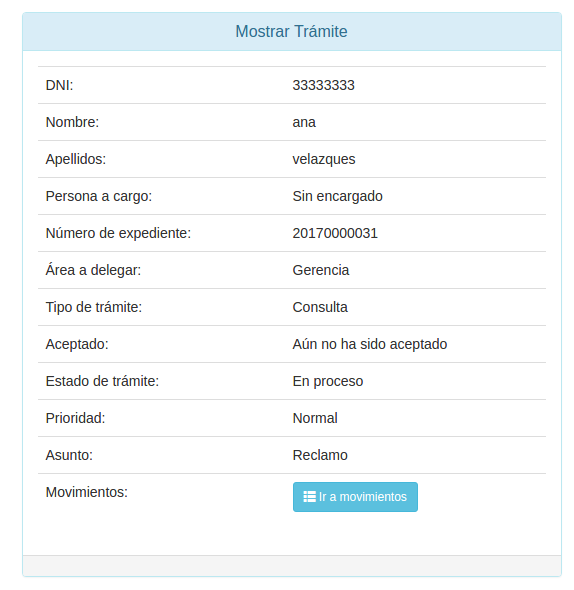 Mostrar Trámite
DNI: 33333333
Nombre: ana
Apellidos: velazques
Persona a cargo: Sin encargado
Número de expediente: 20170000031
Área a delegar: Gerencia
Tipo de trámite: Consulta
Aceptado: Aún no ha sido aceptado
Estado de trámite: En proceso
Prioridad: Normal
Asunto: Reclamo
Movimientos: Ir a movimientos